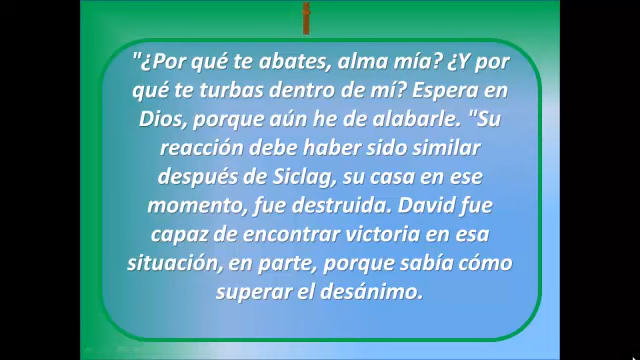 "¿Por qué te abates, alma mía? ¿Y por
qué te turbas dentro de mí? Espera en
Dios, porque aún he de alabarle. "Su
reacción debe haber sido similar
después de Siclag, su casa en ese
momento, fue destruida. David fue
capaz de encontrar victoria en esa
situación, en parte, porque sabía cómo
superar el desánimo.